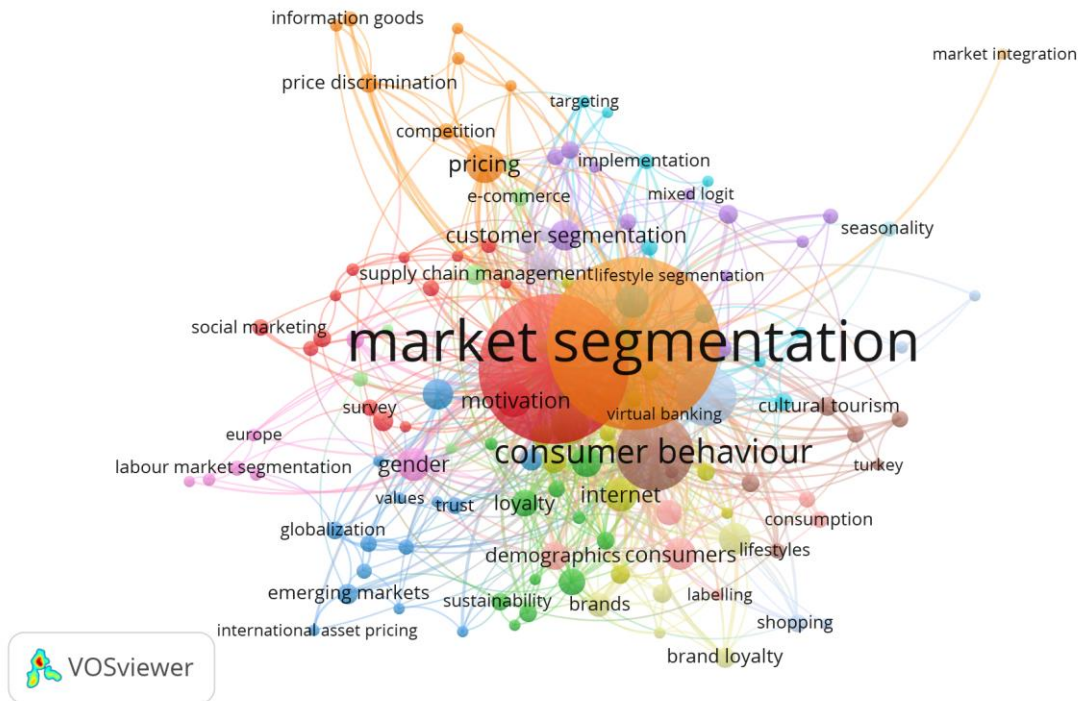 information goods
market integration
price discrimination
targeting
competition
pricing
implementation
e-commerce
mixed logit
seasonality
customer segmentation
supply chain management
lifestyle segmentation
social marketing
market segmentation
motivation
survey
virtual banking
cultural tourism
europe
consumer behaviour
labour market segmentation
gender
turkey
values
trust
loyalty
internet
consumption
globalization
demographics
consumers
lifestyles
emerging markets
sustainability
brands
labelling
international asset pricing
shopping
brand loyalty
VOSviewer